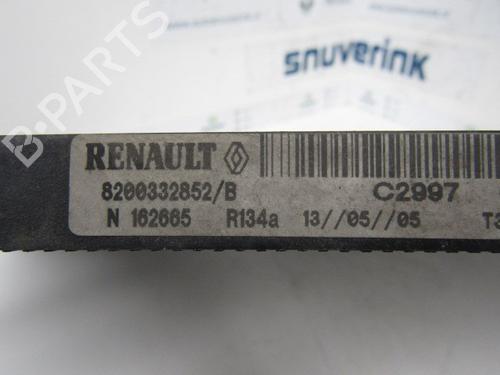 B-PARTS
snuverink
RENAULT
8200332852/B
C2997
N 162665 R134a 13//05//05